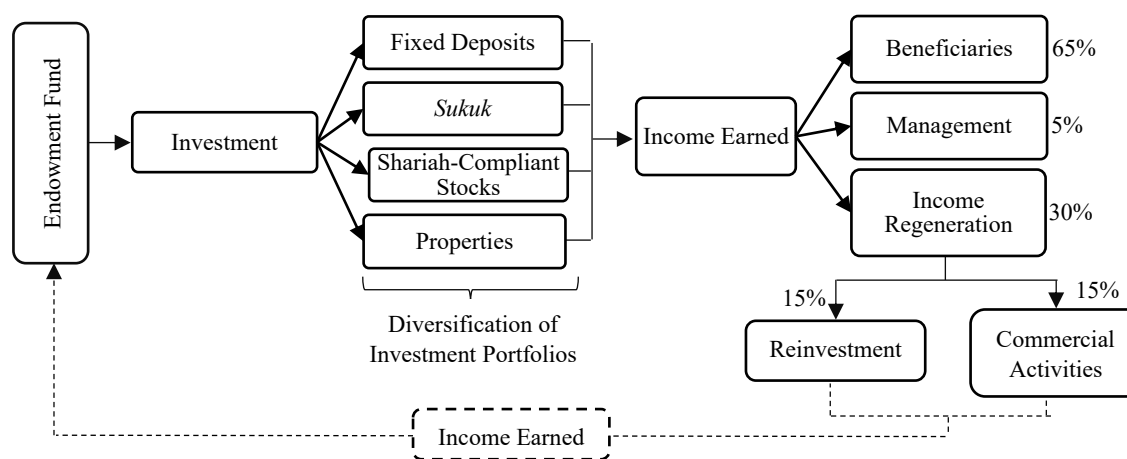 Endowment Fund
Investment
Fixed Deposits
Sukuk
Shariah-Compliant
Stocks
Properties
Diversification of
Investment Portfolios
Income Earned
Beneficiaries
65%
Management
5%
Income
Regeneration
30%
15%
Reinvestment
15%
Commercial
Activities
Income Earned